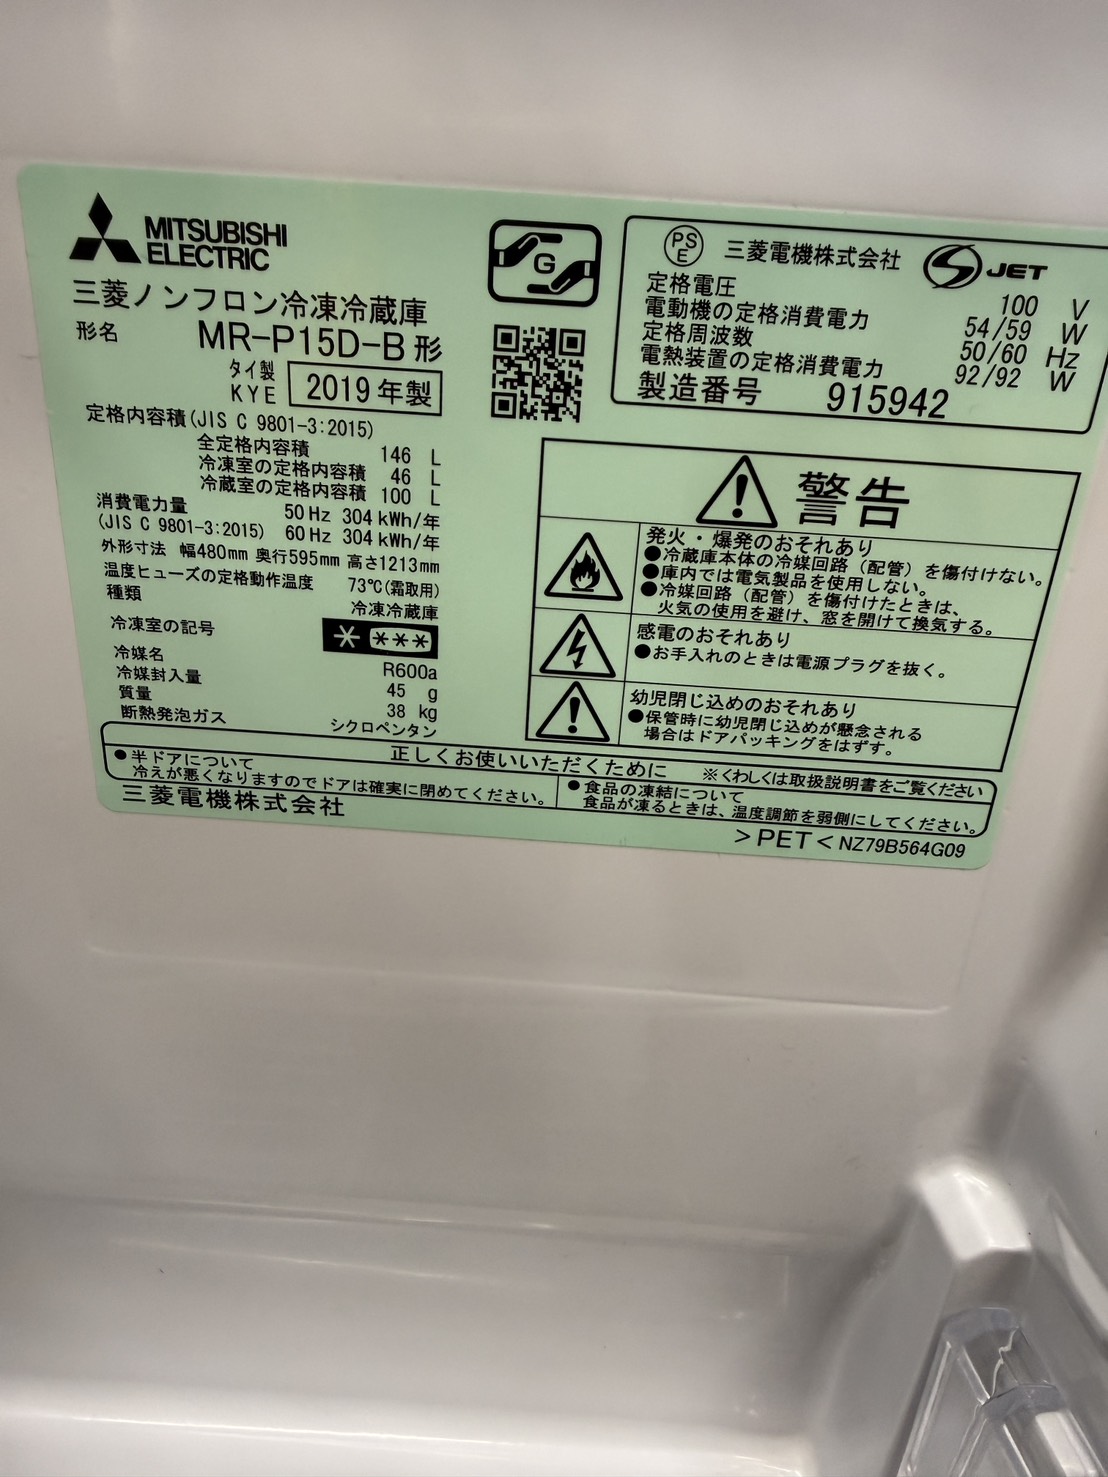 MITSUBISHI
ELECTRIC
三菱ノンフロン冷凍冷蔵庫
形名 MR-P15D-B 形
タイ製
KYE 2019 年製
定格内容積(JIS C 9801-3:2015)
全定格内容積 146 L
冷凍室の定格内容積 46 L
冷蔵室の定格内容積 100 L
消費電力量 50 Hz 304 kWh/年
(JIS C 9801-3:2015) 60 Hz 304 kWh/年
外形寸法 幅480mm 奥行595mm 高さ1213mm
温度ヒューズの定格動作温度 73℃(霜取用)
種類 冷凍冷蔵庫
冷凍室の記号 * ***
冷媒名 R600a
冷媒封入量 45 g
質量 38 kg
断熱発泡ガス シクロペンタン
G
PS
E
三菱電機株式会社 JET
定格電圧 100 V
電動機の定格消費電力 54/59 W
定格周波数 50/60 Hz
電熱装置の定格消費電力 92/92 W
製造番号 915942
警告
発火・爆発のおそれあり
●冷蔵庫本体の冷媒回路(配管)を傷付けない。
●庫内では電気製品を使用しない。
●冷媒回路(配管)を傷付けたときは、
火気の使用を避け、窓を開けて換気する。
感電のおそれあり
●お手入れのときは電源プラグを抜く。
幼児閉じ込めのおそれあり
●保管時に幼児閉じ込めが懸念される
場合はドアパッキングをはずす。
正しくお使いいただくために ※くわしくは取扱説明書をご覧ください
●半ドアについて
冷えが悪くなりますのでドアは確実に閉めてください。
●食品の凍結について
食品が凍るときは、温度調節を弱側にしてください。
三菱電機株式会社
>PET< NZ79B564G09